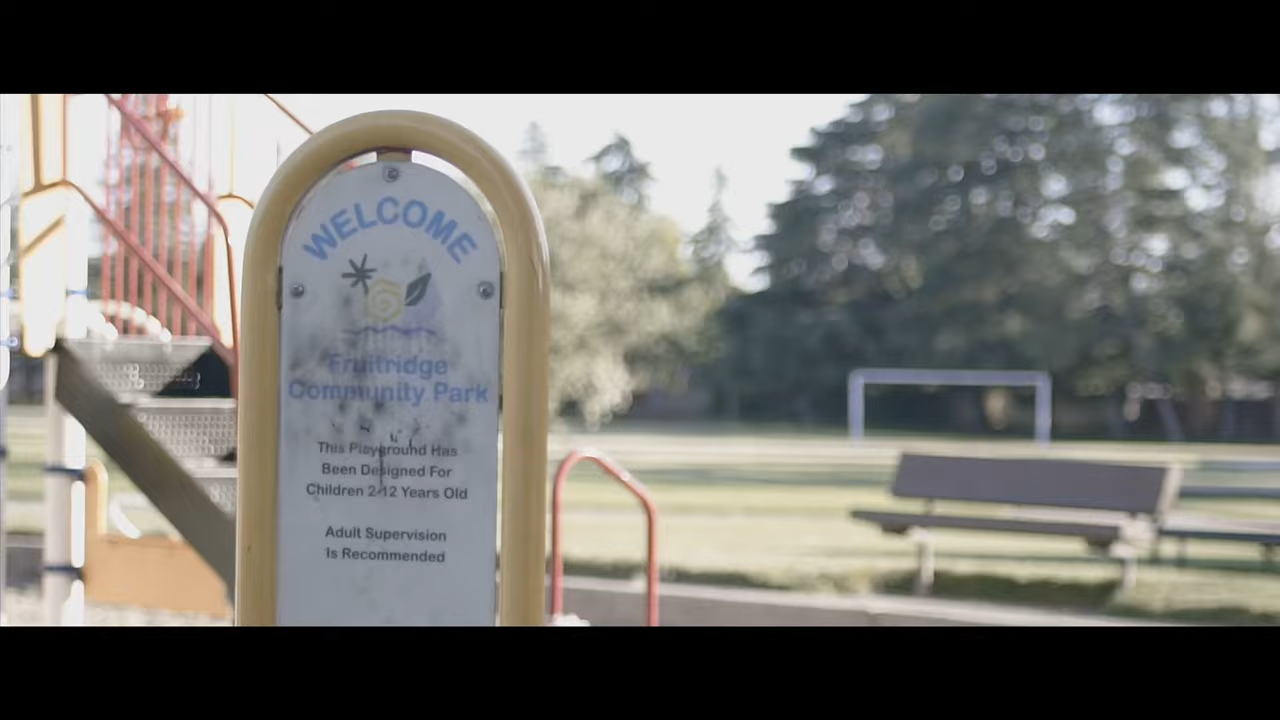 WELCOME
Fruitridge
Community Park
This Playground Has
Been Designed For
Children 2-12 Years Old
Adult Supervision
Is Recommended